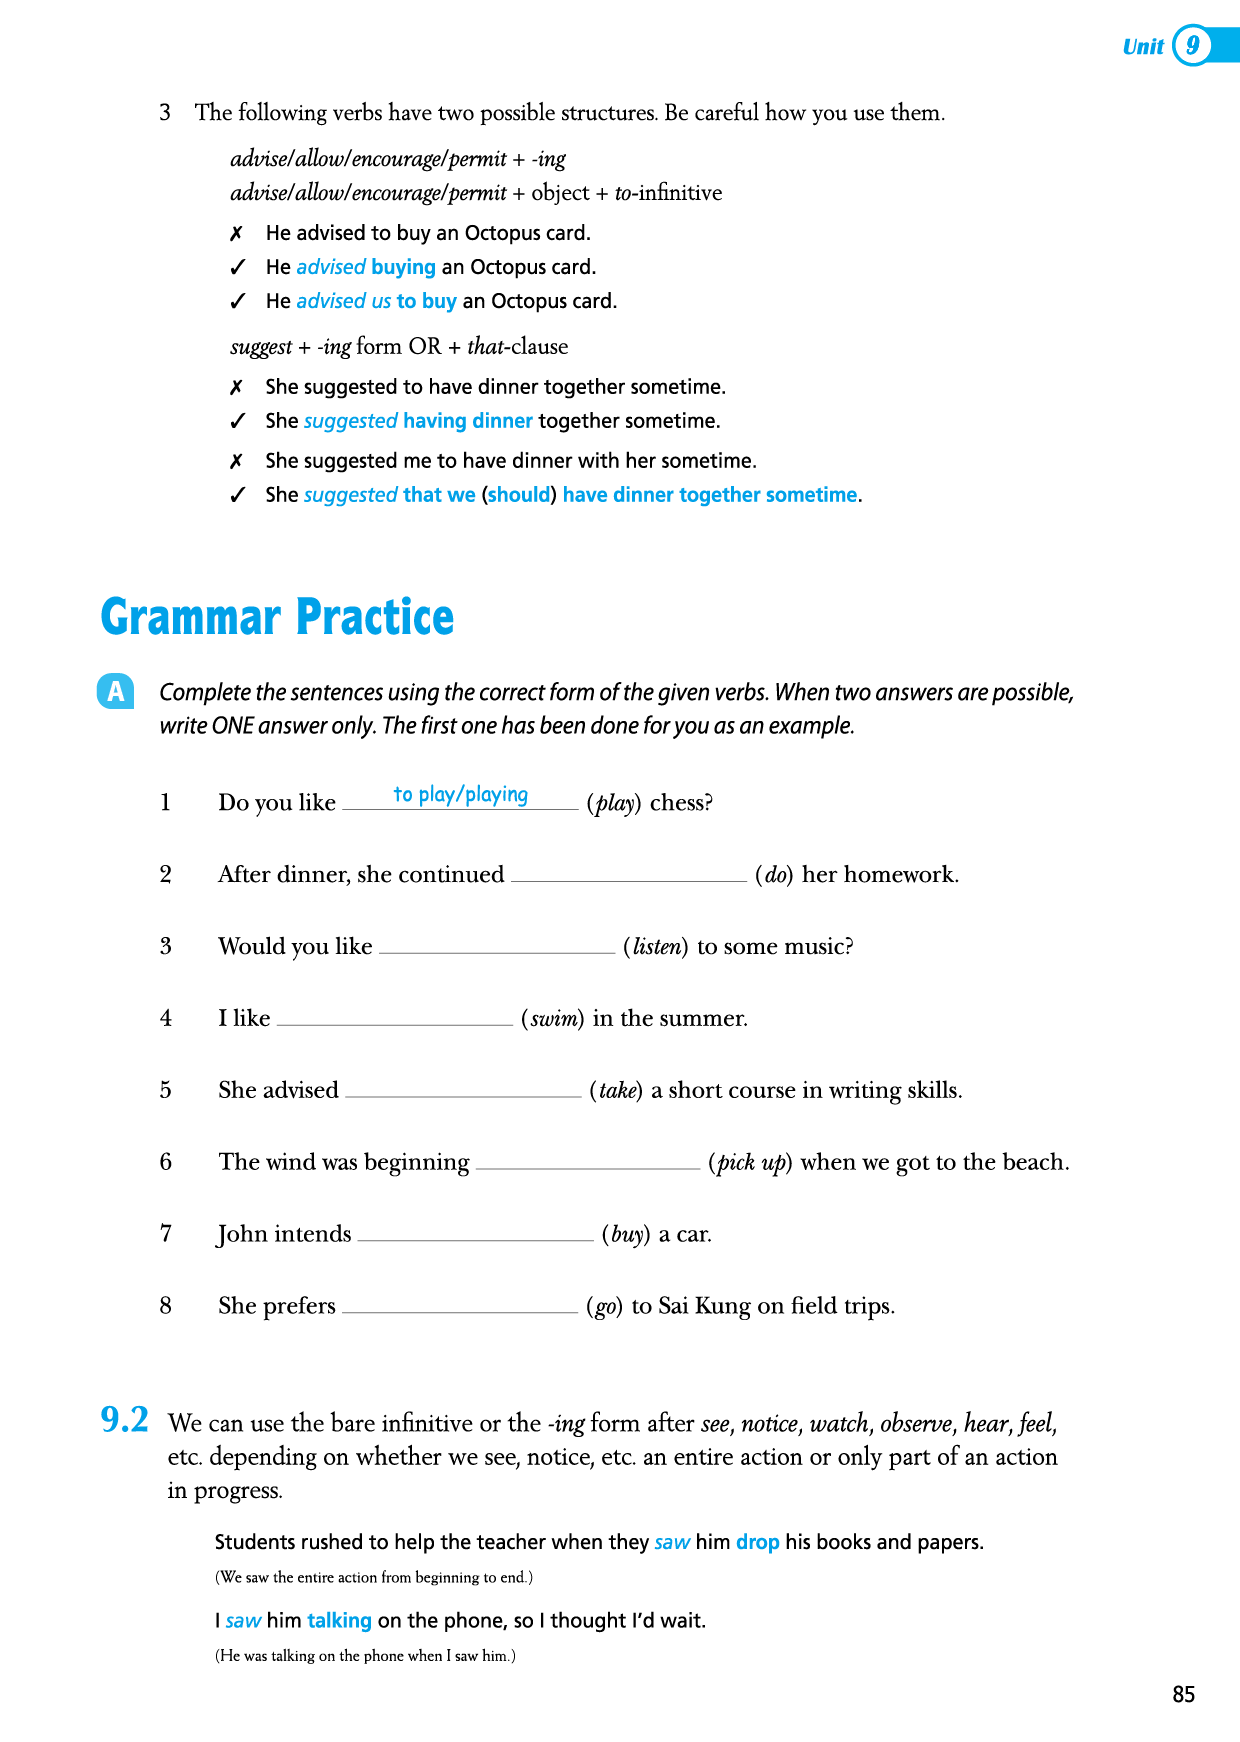 Unit 9
3 The following verbs have two possible structures. Be careful how you use them.
advise/allow/encourage/permit + -ing
advise/allow/encourage/permit + object + to-infinitive
✗ He advised to buy an Octopus card.
✓ He advised buying an Octopus card.
✓ He advised us to buy an Octopus card.
suggest + -ing form OR + that-clause
✗ She suggested to have dinner together sometime.
✓ She suggested having dinner together sometime.
✗ She suggested me to have dinner with her sometime.
✓ She suggested that we (should) have dinner together sometime.
Grammar Practice
A Complete the sentences using the correct form of the given verbs. When two answers are possible,
write ONE answer only. The first one has been done for you as an example.
1 Do you like to play/playing (play) chess?
2 After dinner, she continued ____ (do) her homework.
3 Would you like ____ (listen) to some music?
4 I like ____ (swim) in the summer.
5 She advised ____ (take) a short course in writing skills.
6 The wind was beginning ____ (pick up) when we got to the beach.
7 John intends ____ (buy) a car.
8 She prefers ____ (go) to Sai Kung on field trips.
9.2 We can use the bare infinitive or the -ing form after see, notice, watch, observe, hear, feel,
etc. depending on whether we see, notice, etc. an entire action or only part of an action
in progress.
Students rushed to help the teacher when they saw him drop his books and papers.
(We saw the entire action from beginning to end.)
I saw him talking on the phone, so I thought I'd wait.
(He was talking on the phone when I saw him.)
85